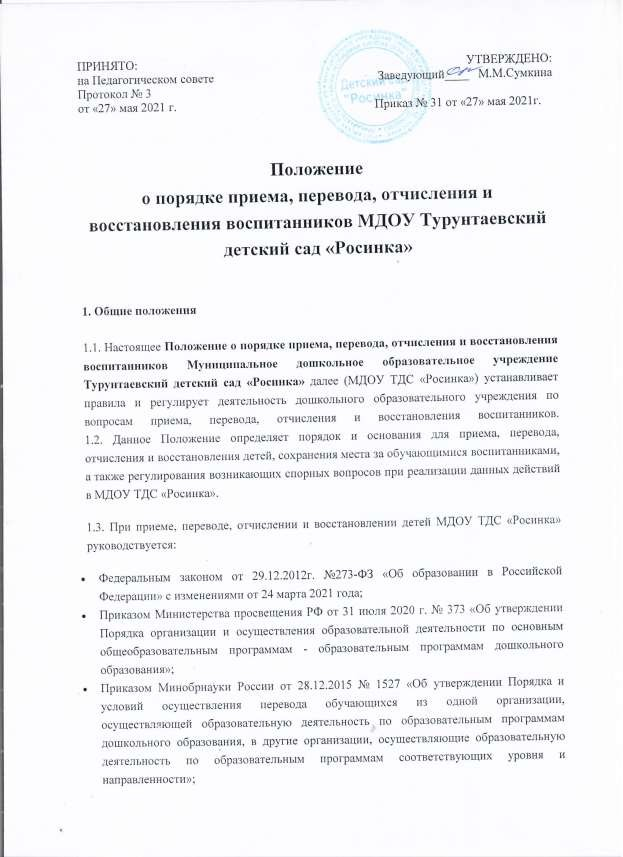 ПРИНЯТО:
на Педагогическом совете
Протокол № 3
от «27» мая 2021 г.
УТВЕРЖДЕНО:
Заведующий ____ М.М.Сумкина
Приказ № 31 от «27» мая 2021г.
Детский сад
"Росинка"
Положение
о порядке приема, перевода, отчисления и
восстановления воспитанников МДОУ Турунтаевский
детский сад «Росинка»
1. Общие положения
1.1. Настоящее Положение о порядке приема, перевода, отчисления и восстановления
воспитанников Муниципальное дошкольное образовательное учреждение
Турунтаевский детский сад «Росинка» далее (МДОУ ТДС «Росинка») устанавливает
правила и регулирует деятельность дошкольного образовательного учреждения по
вопросам приема, перевода, отчисления и восстановления воспитанников.
1.2. Данное Положение определяет порядок и основания для приема, перевода,
отчисления и восстановления детей, сохранения места за обучающимися воспитанниками,
а также регулирования возникающих спорных вопросов при реализации данных действий
в МДОУ ТДС «Росинка».
1.3. При приеме, переводе, отчислении и восстановлении детей МДОУ ТДС «Росинка»
руководствуется:
• Федеральным законом от 29.12.2012г. №273-ФЗ «Об образовании в Российской
Федерации» с изменениями от 24 марта 2021 года;
• Приказом Министерства просвещения РФ от 31 июля 2020 г. № 373 «Об утверждении
Порядка организации и осуществления образовательной деятельности по основным
общеобразовательным программам - образовательным программам дошкольного
образования»;
• Приказом Минобрнауки России от 28.12.2015 № 1527 «Об утверждении Порядка и
условий осуществления перевода обучающихся из одной организации,
осуществляющей образовательную деятельность по образовательным программам
дошкольного образования, в другие организации, осуществляющие образовательную
деятельность по образовательным программам соответствующих уровня и
направленности»;